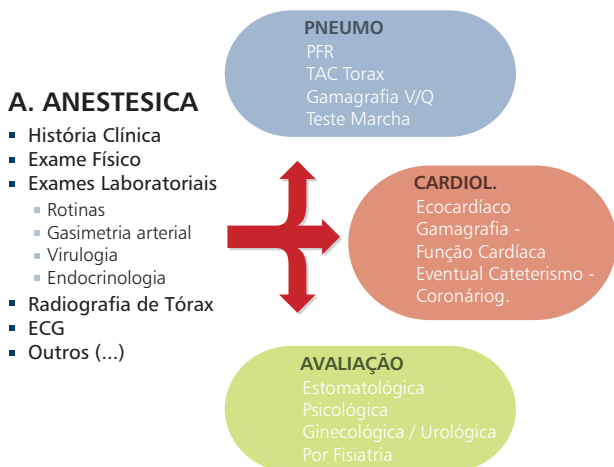 A. ANESTESICA
História Clínica
Exame Físico
Exames Laboratoriais
Rotinas
Gasimetria arterial
Virulogia
Endocrinologia
Radiografia de Tórax
ECG
Outros (...)
PNEUMO
PFR
TAC Torax
Gamagrafia V/Q
Teste Marcha
CARDIOL.
Ecocardíaco
Gamagrafia -
Função Cardíaca
Eventual Cateterismo -
Coronáriog.
AVALIAÇÃO
Estomatológica
Psicológica
Ginecológica / Urológica
Por Fisiatria